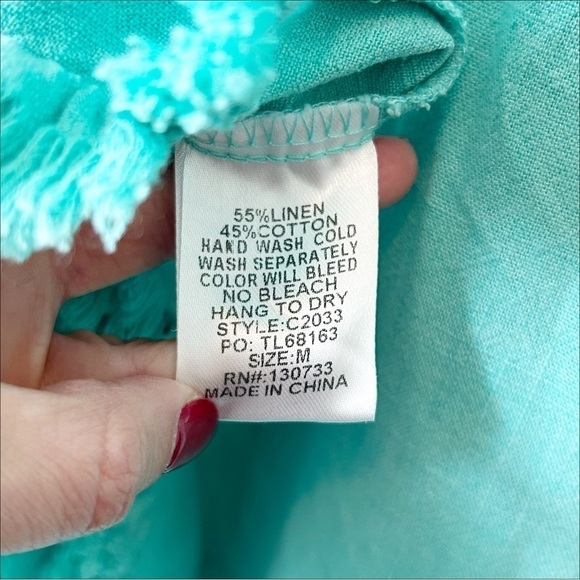 55%LINEN
45%COTTON
HAND WASH COLD
WASH SEPARATELY
COLOR WILL BLEED
NO BLEACH
HANG TO DRY
STYLE:C2033
PO: TL68163
SIZE:M
RN#:130733
MADE IN CHINA